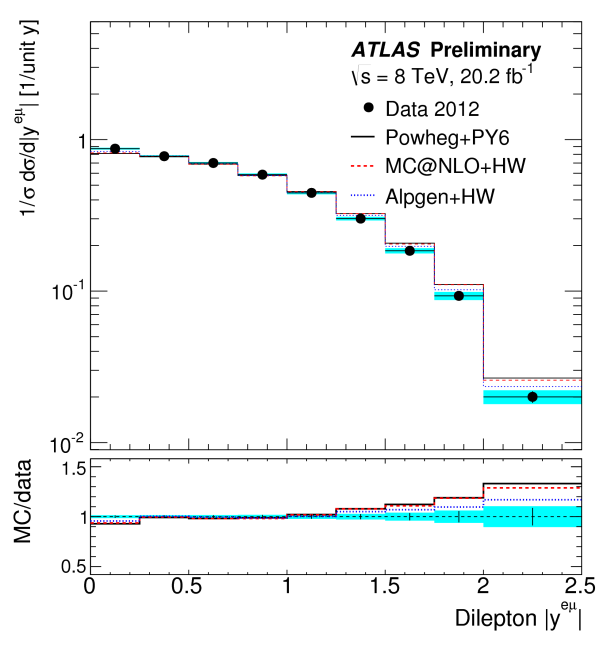 ATLAS Preliminary
√s = 8 TeV, 20.2 fb⁻¹
Data 2012
Powheg+PY6
MC@NLO+HW
Alpgen+HW
1/σ dσ/d|y^eμ| [1/unit y]
1
10⁻¹
10⁻²
MC/data
1.5
1
0.5
0 0.5 1 1.5 2 2.5
Dilepton |y^eμ|